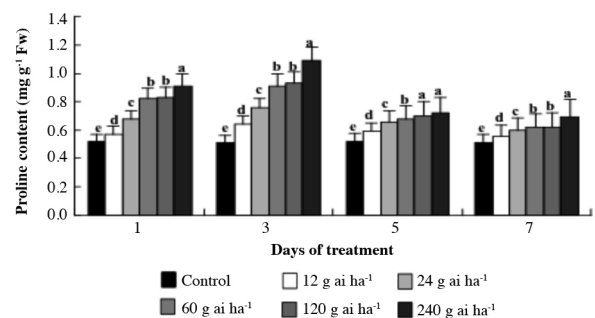 Proline content (mg g⁻¹ Fw)
1.4
1.2
1.0
0.8
0.6
0.4
0.2
0.0
e d c b b a
e d c b b a
e d c b a a
e d c b b a
1 3 5 7
Days of treatment
Control 12 g ai ha⁻¹ 24 g ai ha⁻¹
60 g ai ha⁻¹ 120 g ai ha⁻¹ 240 g ai ha⁻¹